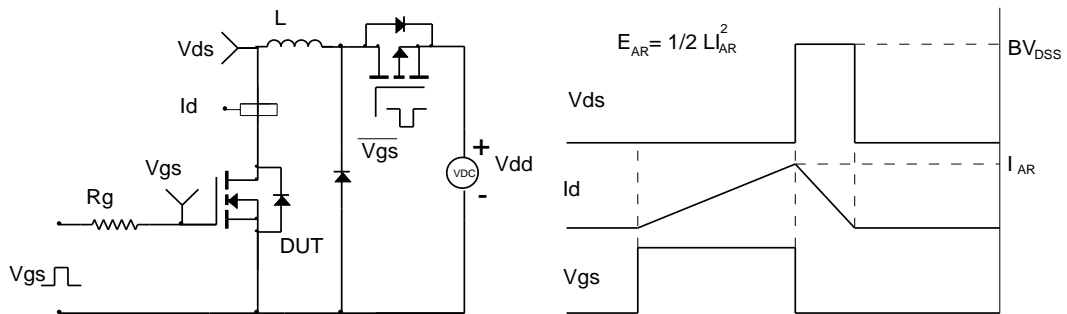 L
Vds
Id
Vgs
Vgs
Rg
VDC
+
-
Vdd
DUT
Vgs
E_AR = 1/2 LI_AR^2
BV_DSS
Vds
I_AR
Id
Vgs